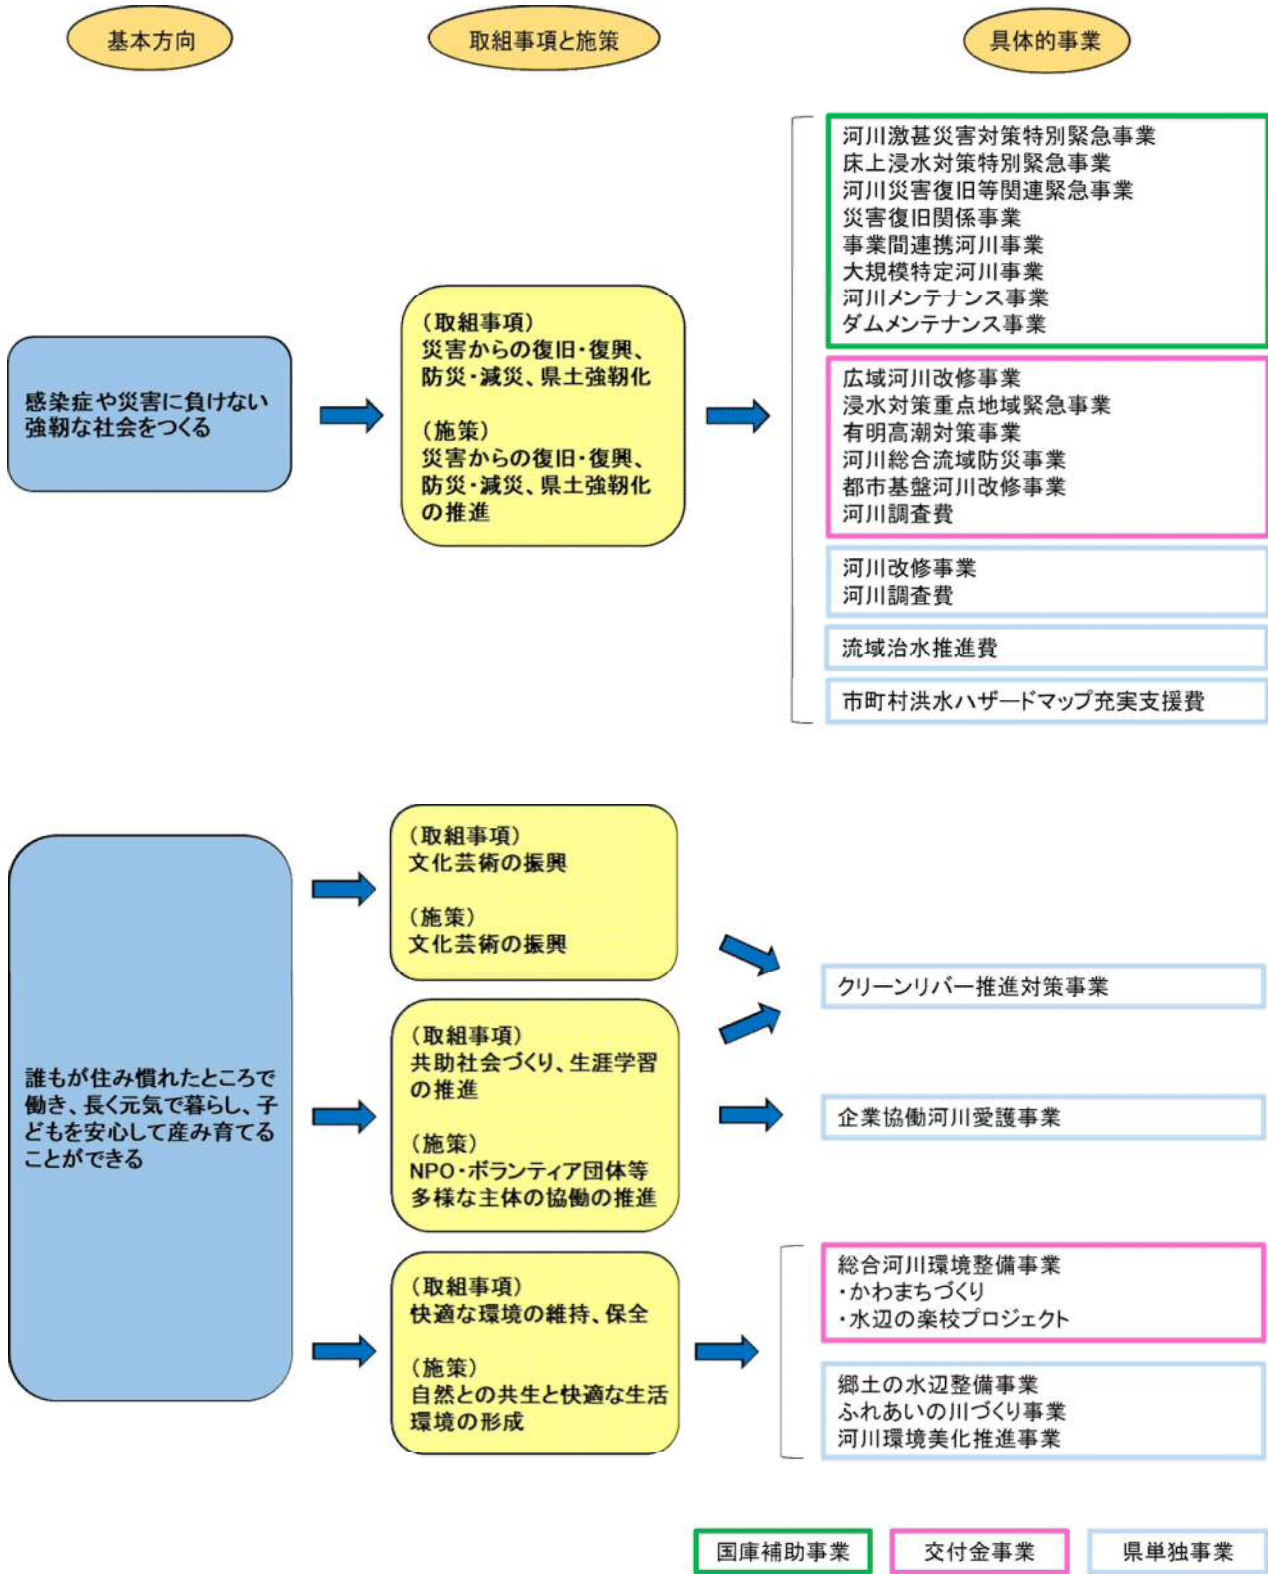 基本方向
取組事項と施策
具体的事業
感染症や災害に負けない
強靭な社会をつくる
（取組事項）
災害からの復旧・復興、
防災・減災、県土強靭化
（施策）
災害からの復旧・復興、
防災・減災、県土強靭化
の推進
河川激甚災害対策特別緊急事業
床上浸水対策特別緊急事業
河川災害復旧等関連緊急事業
災害復旧関係事業
事業間連携河川事業
大規模特定河川事業
河川メンテナンス事業
ダムメンテナンス事業
広域河川改修事業
浸水対策重点地域緊急事業
有明高潮対策事業
河川総合流域防災事業
都市基盤河川改修事業
河川調査費
河川改修事業
河川調査費
流域治水推進費
市町村洪水ハザードマップ充実支援費
誰もが住み慣れたところで
働き、長く元気で暮らし、子
どもを安心して産み育てる
ことができる
（取組事項）
文化芸術の振興
（施策）
文化芸術の振興
（取組事項）
共助社会づくり、生涯学習
の推進
（施策）
NPO・ボランティア団体等
多様な主体の協働の推進
（取組事項）
快適な環境の維持、保全
（施策）
自然との共生と快適な生活
環境の形成
クリーンリバー推進対策事業
企業協働河川愛護事業
総合河川環境整備事業
・かわまちづくり
・水辺の楽校プロジェクト
郷土の水辺整備事業
ふれあいの川づくり事業
河川環境美化推進事業
国庫補助事業
交付金事業
県単独事業